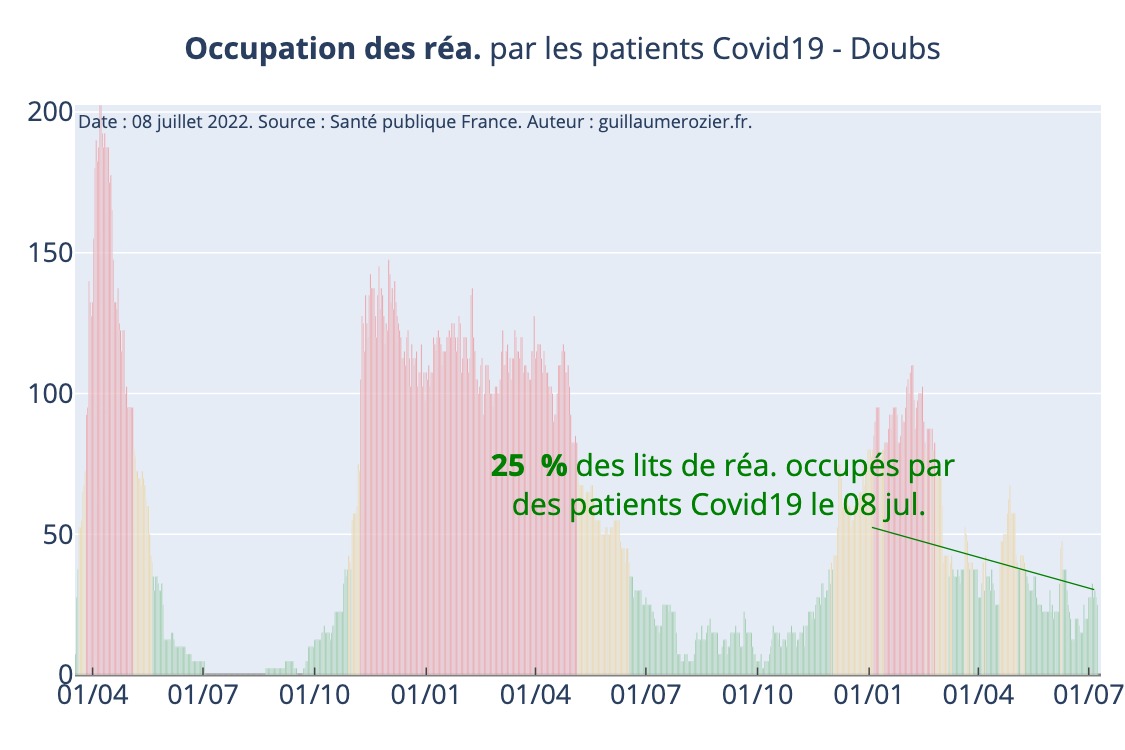 Occupation des réa. par les patients Covid19 - Doubs
200
Date : 08 juillet 2022. Source : Santé publique France. Auteur : guillaumerozier.fr.
150
100
25 % des lits de réa. occupés par
des patients Covid19 le 08 jul.
50
0
01/04 01/07 01/10 01/01 01/04 01/07 01/10 01/01 01/04 01/07